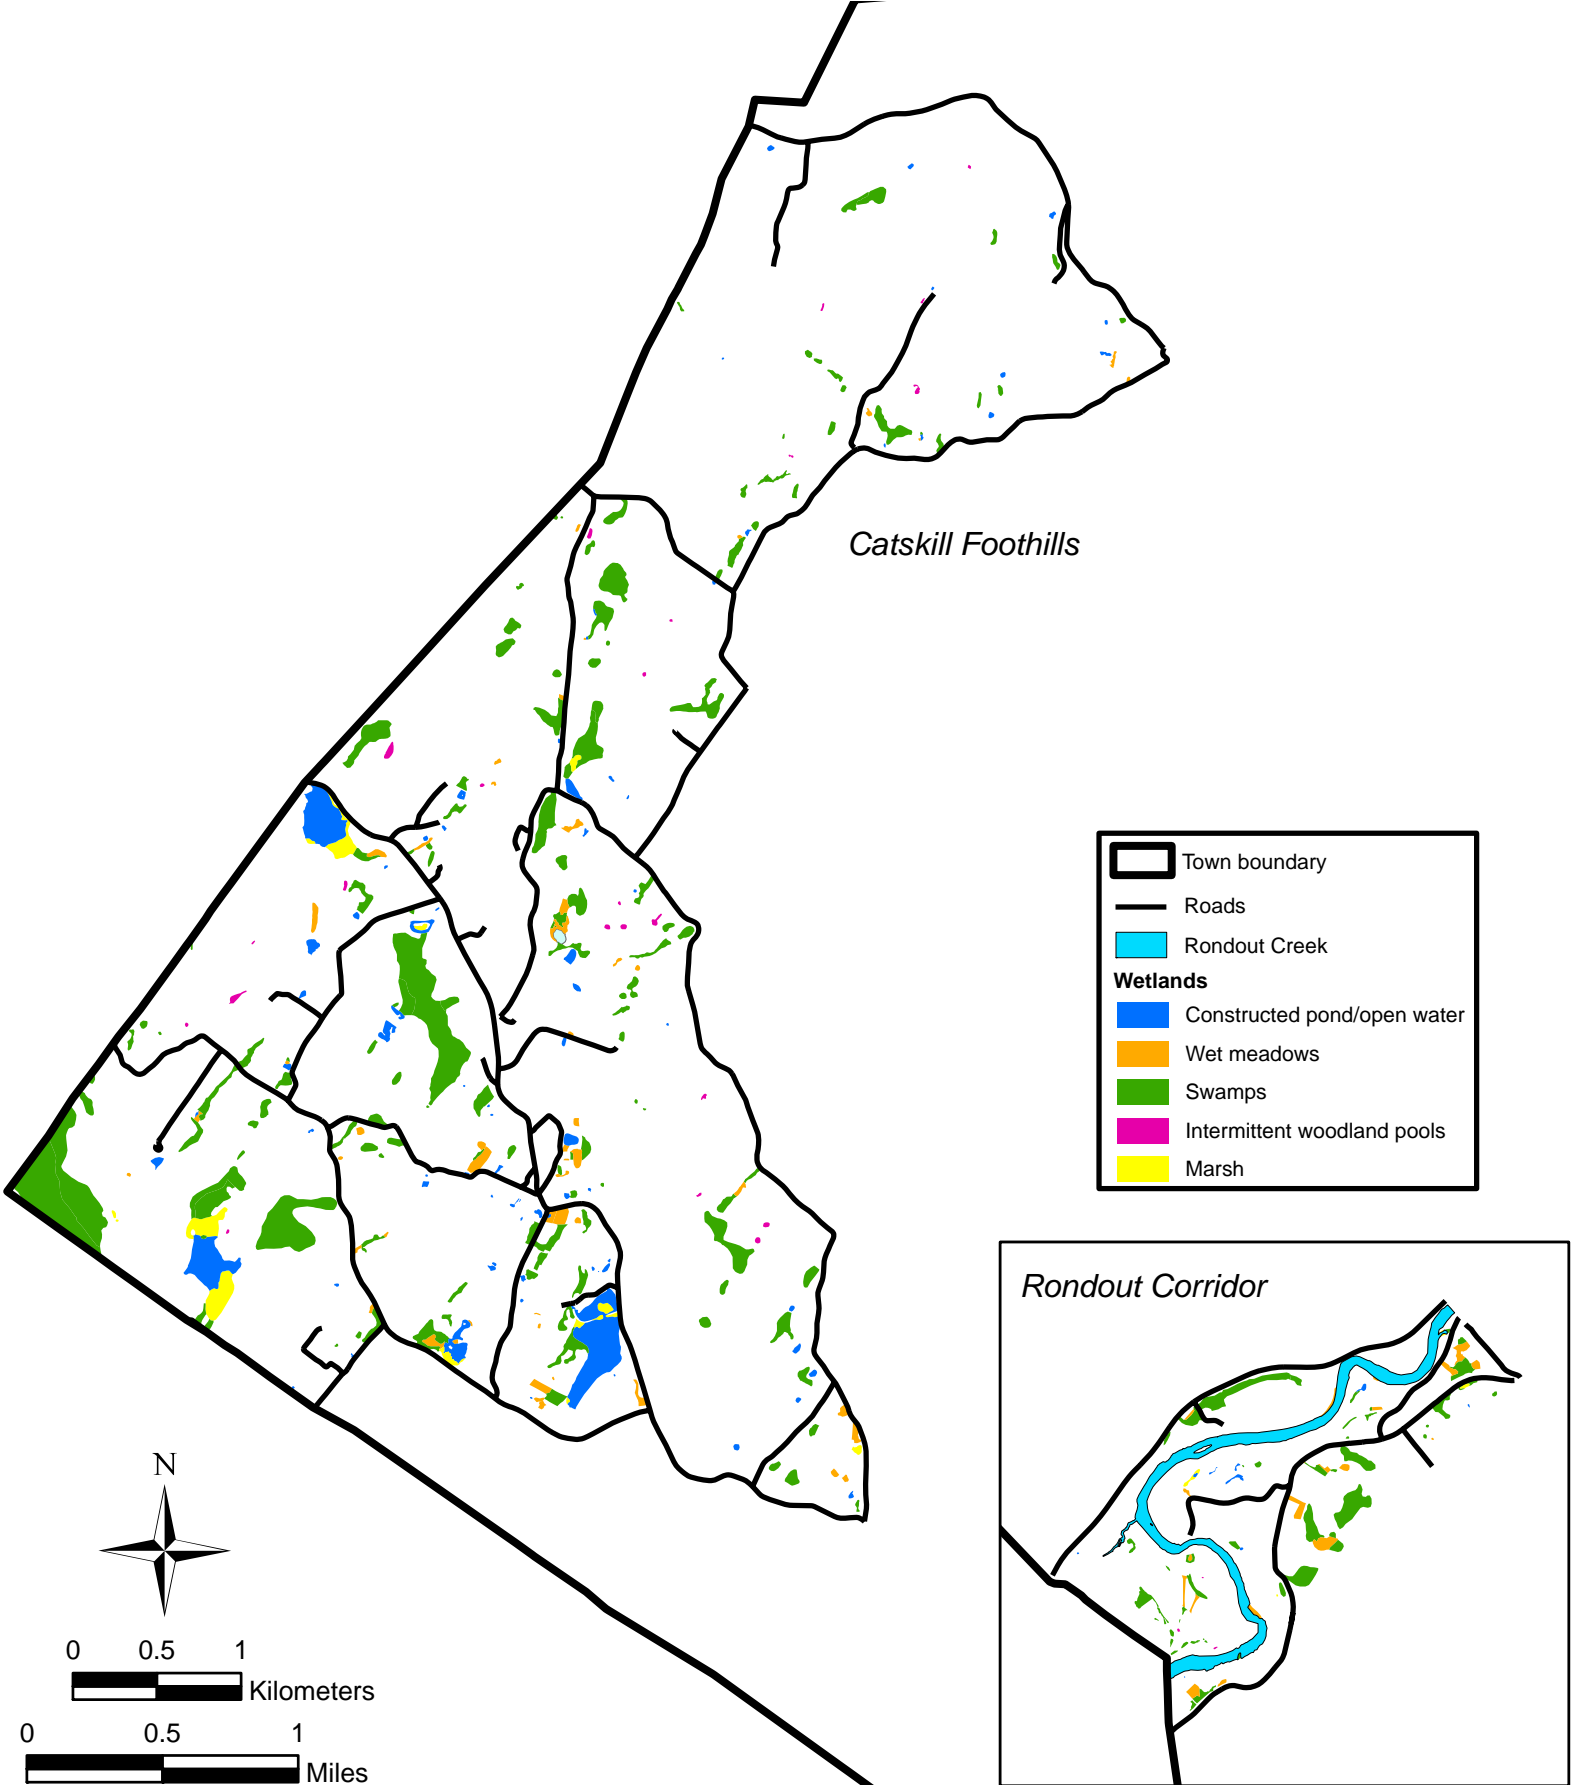 Catskill Foothills
Town boundary
Roads
Rondout Creek
Wetlands
Constructed pond/open water
Wet meadows
Swamps
Intermittent woodland pools
Marsh
Rondout Corridor
N
0 0.5 1
Kilometers
0 0.5 1
Miles